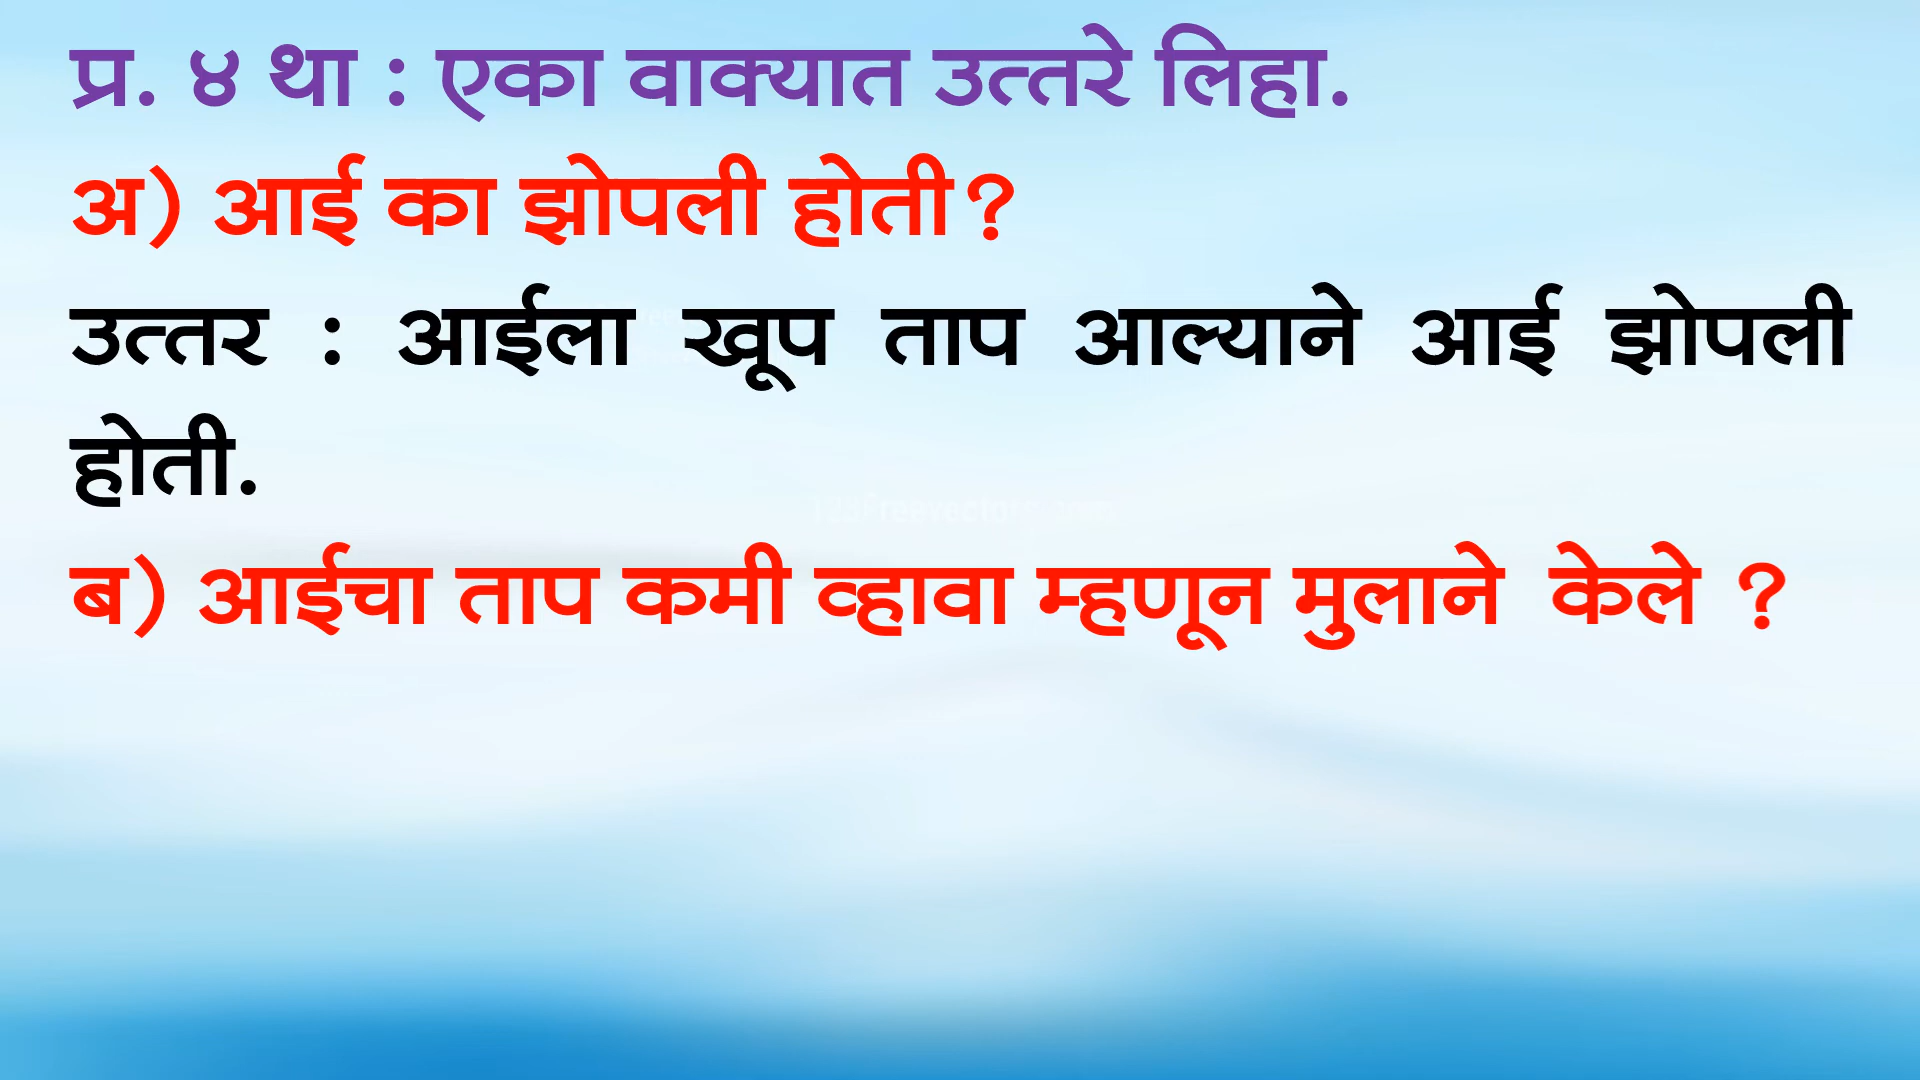 प्र. ४ था : एका वाक्यात उत्तरे लिहा.
अ) आई का झोपली होती?
उत्तर : आईला खूप ताप आल्याने आई झोपली
होती.
ब) आईचा ताप कमी व्हावा म्हणून मुलाने केले ?